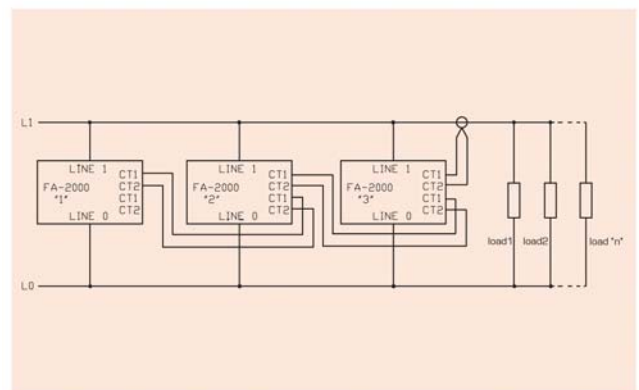 L1
LINE 1
FA-2000
"1"
LINE 0
CT1
CT2
CT1
CT2
LINE 1
FA-2000
"2"
LINE 0
CT1
CT2
CT1
CT2
LINE 1
FA-2000
"3"
LINE 0
CT1
CT2
CT1
CT2
load1
load2
load "n"
L0